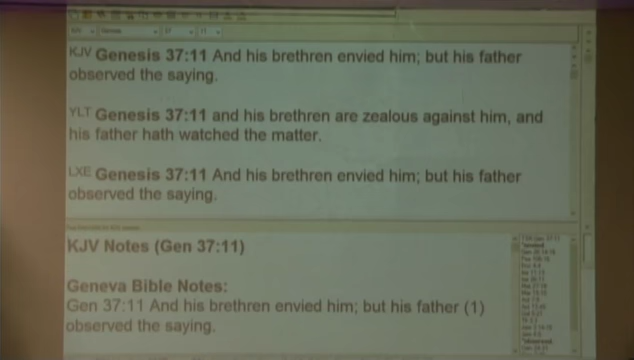 KJV Genesis 37:11 And his brethren envied him; but his father
observed the saying.
YLT Genesis 37:11 and his brethren are zealous against him, and
his father hath watched the matter.
LXE Genesis 37:11 And his brethren envied him; but his father
observed the saying.
KJV Notes (Gen 37:11)
Geneva Bible Notes:
Gen 37:11 And his brethren envied him; but his father (1)
observed the saying.